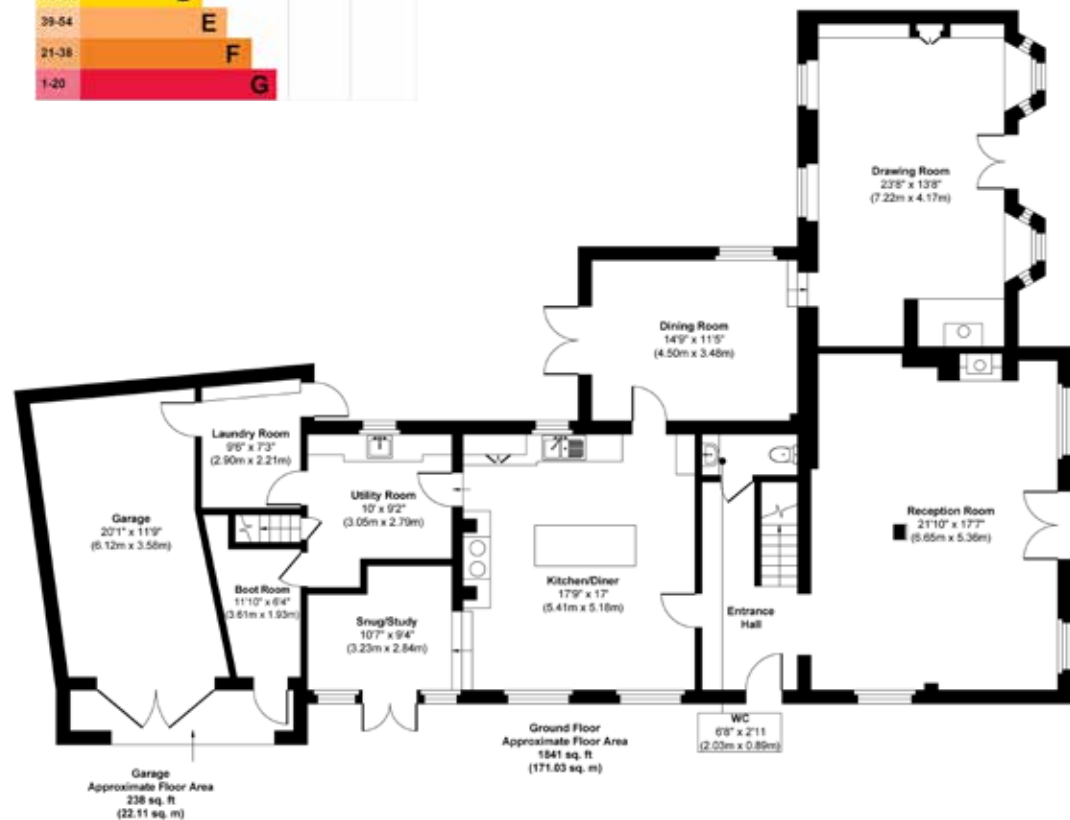 39-54
E
21-38
F
1-20
G
Drawing Room
23'8" x 13'8"
(7.22m x 4.17m)
Dining Room
14'9" x 11'5"
(4.50m x 3.48m)
Laundry Room
9'6" x 7'3"
(2.90m x 2.21m)
Utility Room
10' x 9'2"
(3.05m x 2.79m)
Garage
20'1" x 11'9"
(6.12m x 3.58m)
Reception Room
21'10" x 17'7"
(6.65m x 5.36m)
Kitchen/Diner
17'9" x 17'
(5.41m x 5.18m)
Boot Room
11'10" x 6'4"
(3.61m x 1.93m)
Entrance
Hall
Snug/Study
10'7" x 9'4"
(3.23m x 2.84m)
WC
6'8" x 2'11
(2.03m x 0.89m)
Ground Floor
Approximate Floor Area
1841 sq. ft
(171.03 sq. m)
Garage
Approximate Floor Area
238 sq. ft
(22.11 sq. m)